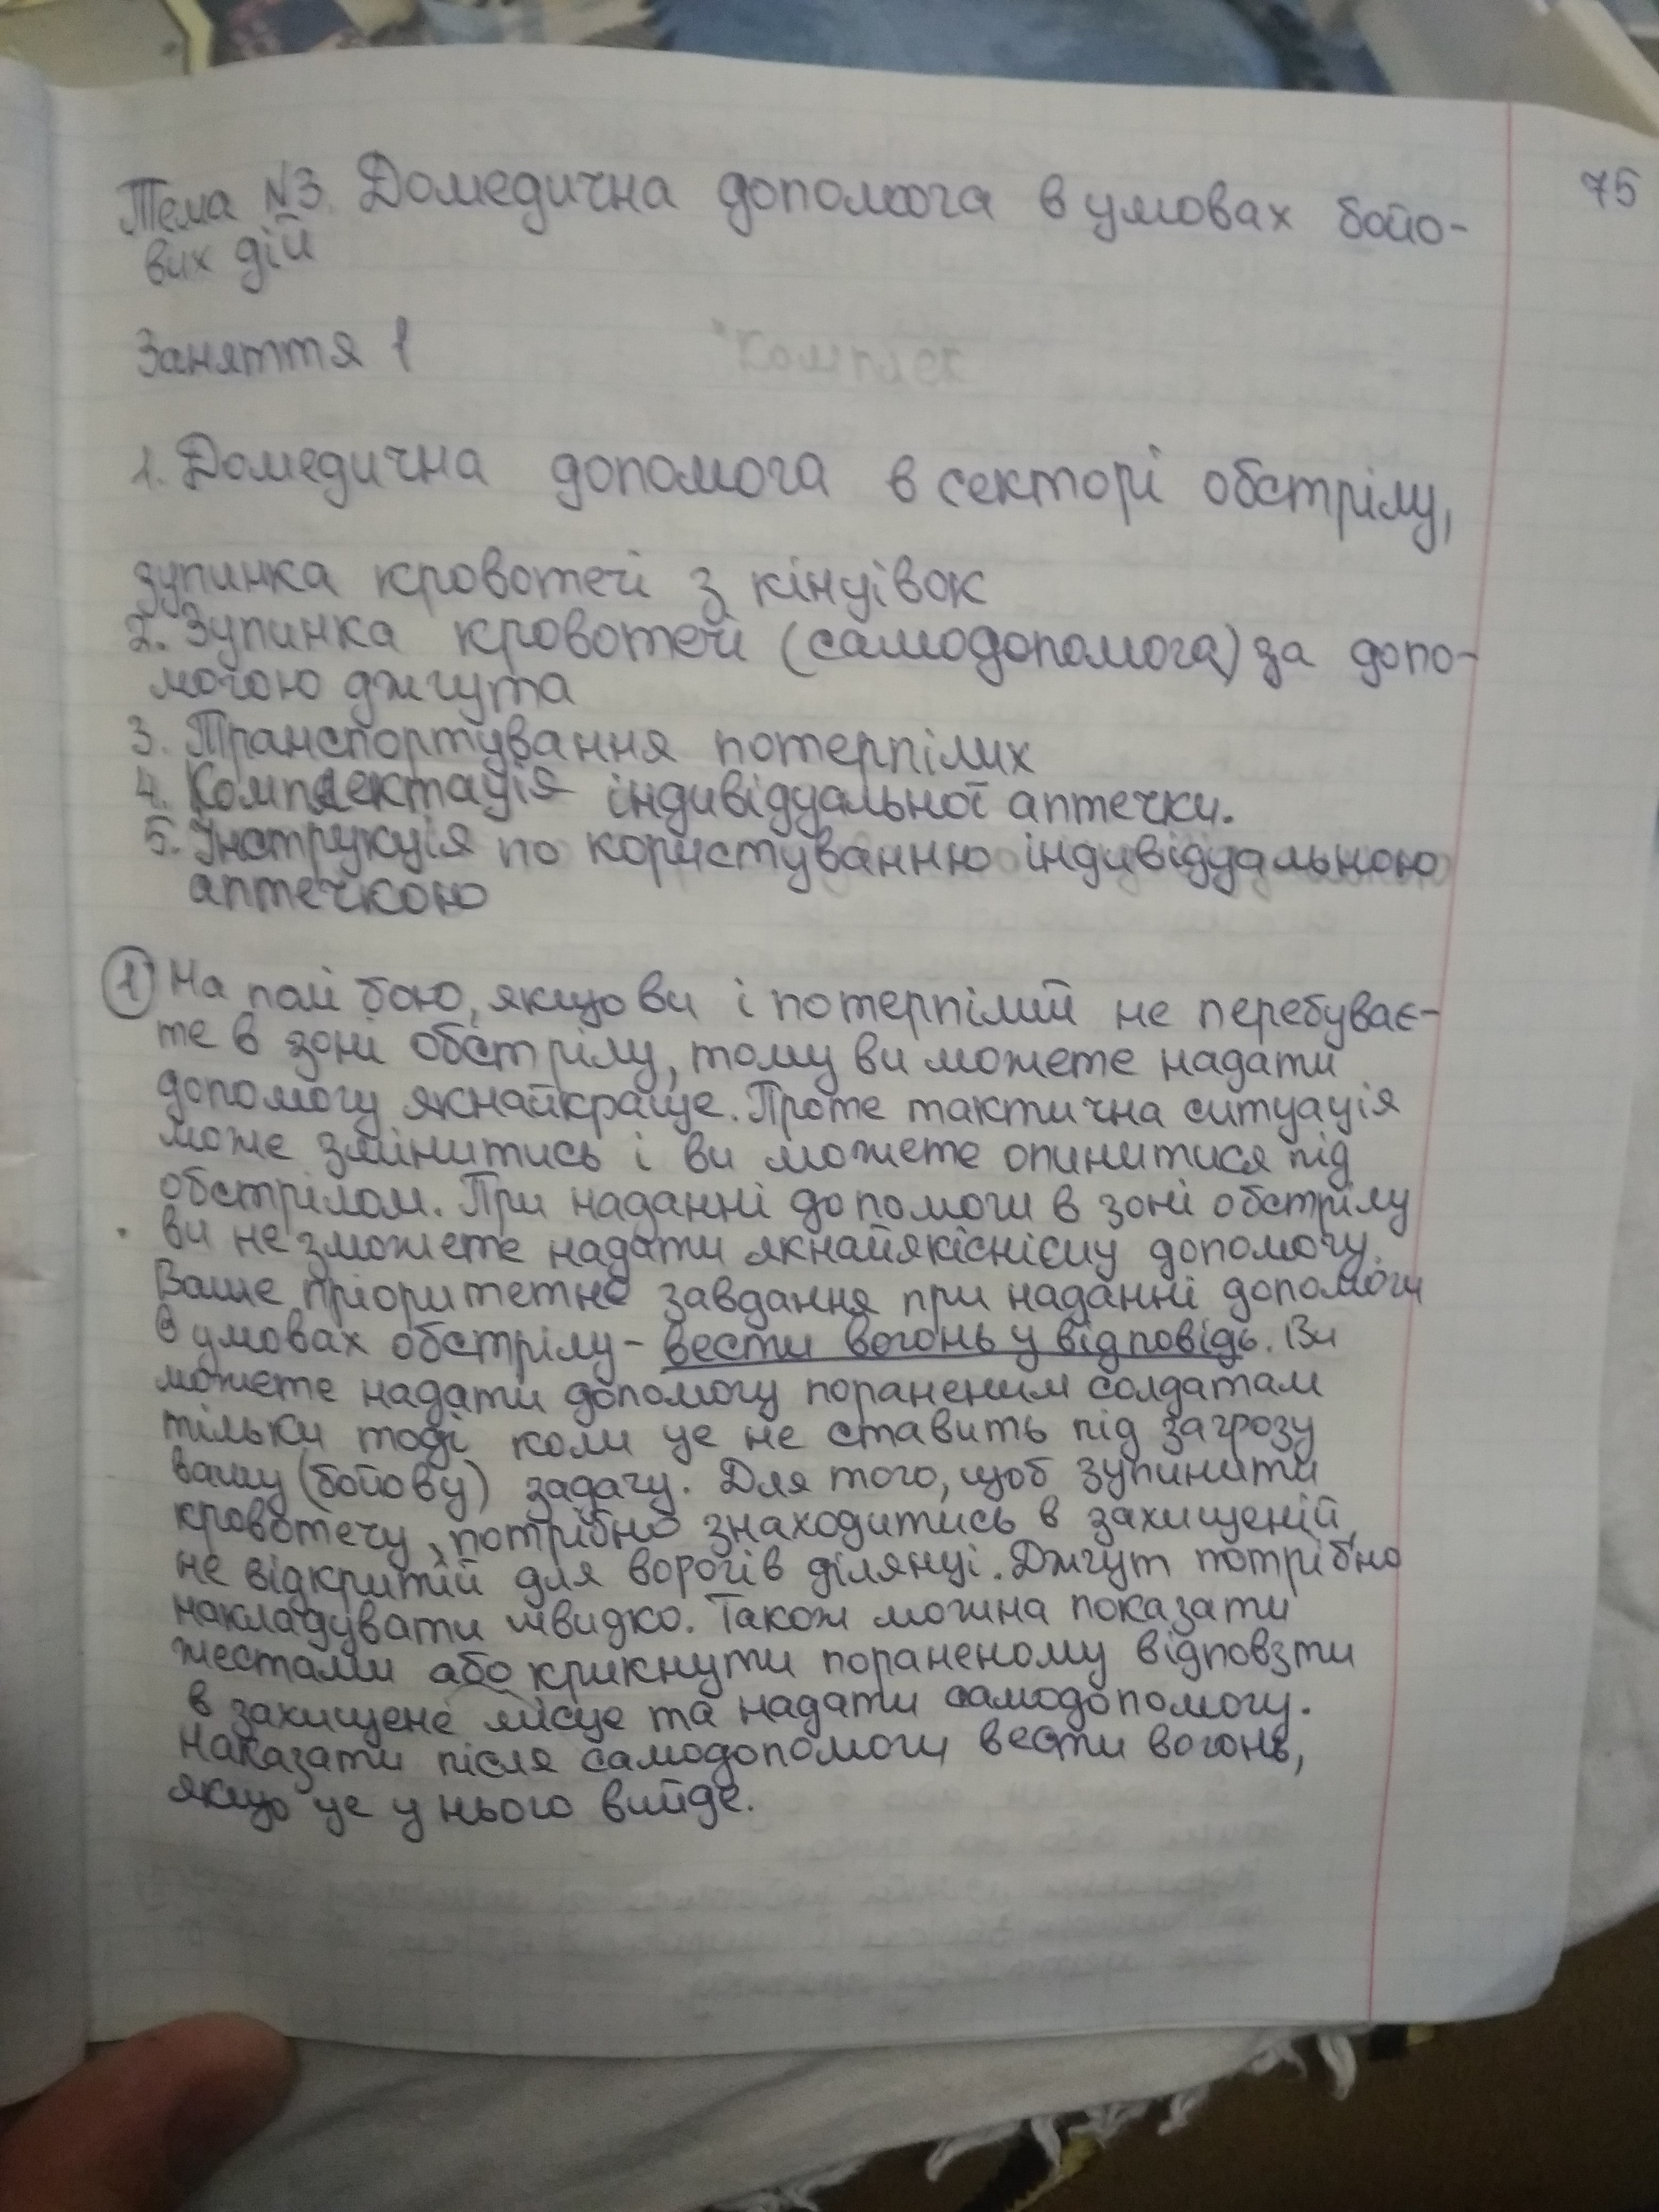 75
Тема №3. Домедична допомога в умовах бойо-
вих дій
Заняття 1
1. Домедична допомога в секторі обстрілу,
зупинка кровотечі з кінцівок
2. Зупинка кровотечі (самодопомога) за допо-
могою джгута
3. Транспортування потерпілих
4. Комплектація індивідуальної аптечки.
5. Інструкція по користуванню індивідуальною
аптечкою
1) На полі бою, якщо ви і потерпілий не перебуває-
те в зоні обстрілу, тому ви можете надати
допомогу якнайкраще. Проте тактична ситуація
може змінитись і ви можете опинитися під
обстрілом. При наданні допомоги в зоні обстрілу
ви не зможете надати якнайякіснішу допомогу.
Ваше пріоритетне завдання при наданні допомоги
в умовах обстрілу - вести вогонь у відповідь. Ви
можете надати допомогу пораненим солдатам
тільки тоді коли це не ставить під загрозу
вашу (бойову) задачу. Для того, щоб зупинити
кровотечу, потрібно знаходитись в захищеній,
не відкритій для ворогів ділянці. Джгут потрібно
накладувати швидко. Також можна показати
жестами або крикнути пораненому відповзти
в захищене місце та надати самодопомогу.
Наказати після самодопомоги вести вогонь,
якщо це у нього вийде.